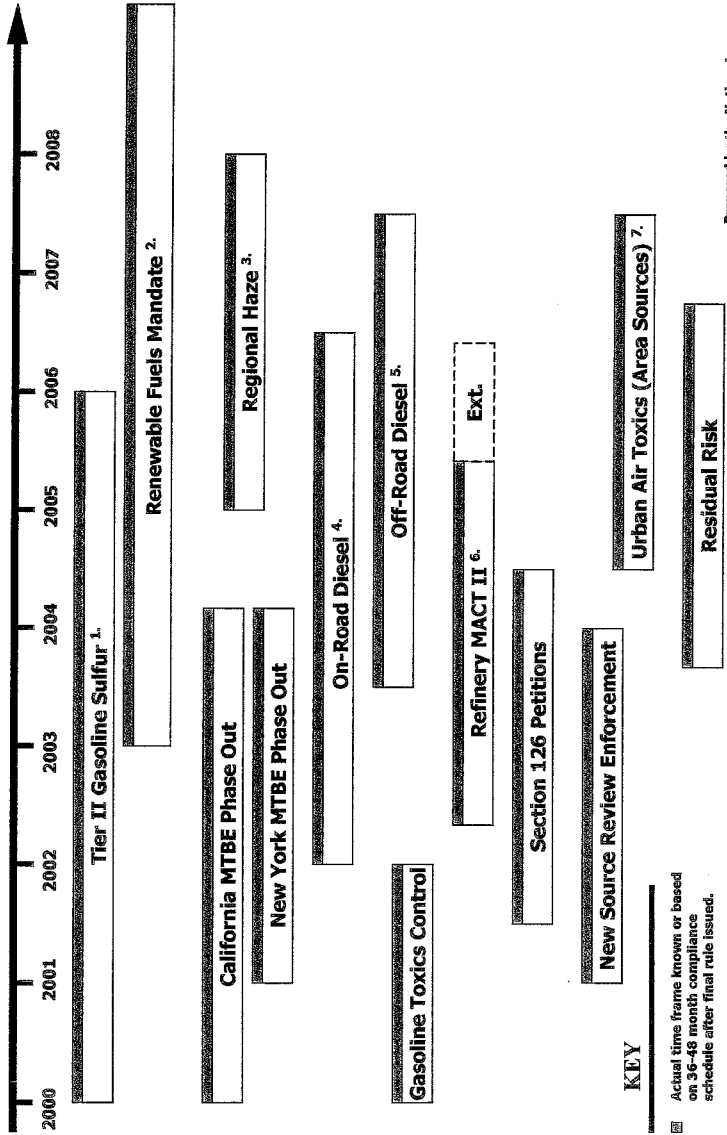 2000 2001 2002 2003 2004 2005 2006 2007 2008
Tier II Gasoline Sulfur 1.
Renewable Fuels Mandate 2.
California MTBE Phase Out
Regional Haze 3.
New York MTBE Phase Out
On-Road Diesel 4.
Off-Road Diesel 5.
Gasoline Toxics Control
Refinery MACT II 6.
Ext.
Section 126 Petitions
New Source Review Enforcement
Urban Air Toxics (Area Sources) 7.
Residual Risk
KEY
Actual time frame known or based
on 36-48 month compliance
schedule after final rule issued.